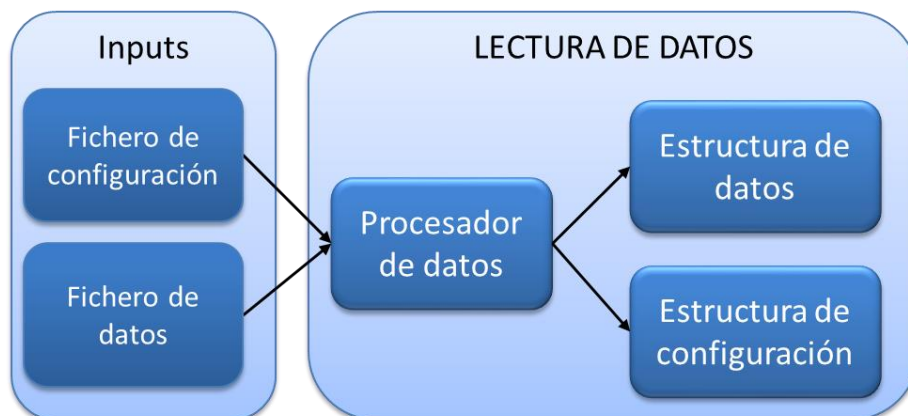 Inputs
Fichero de
configuración
Fichero de
datos
LECTURA DE DATOS
Procesador
de datos
Estructura de
datos
Estructura de
configuración